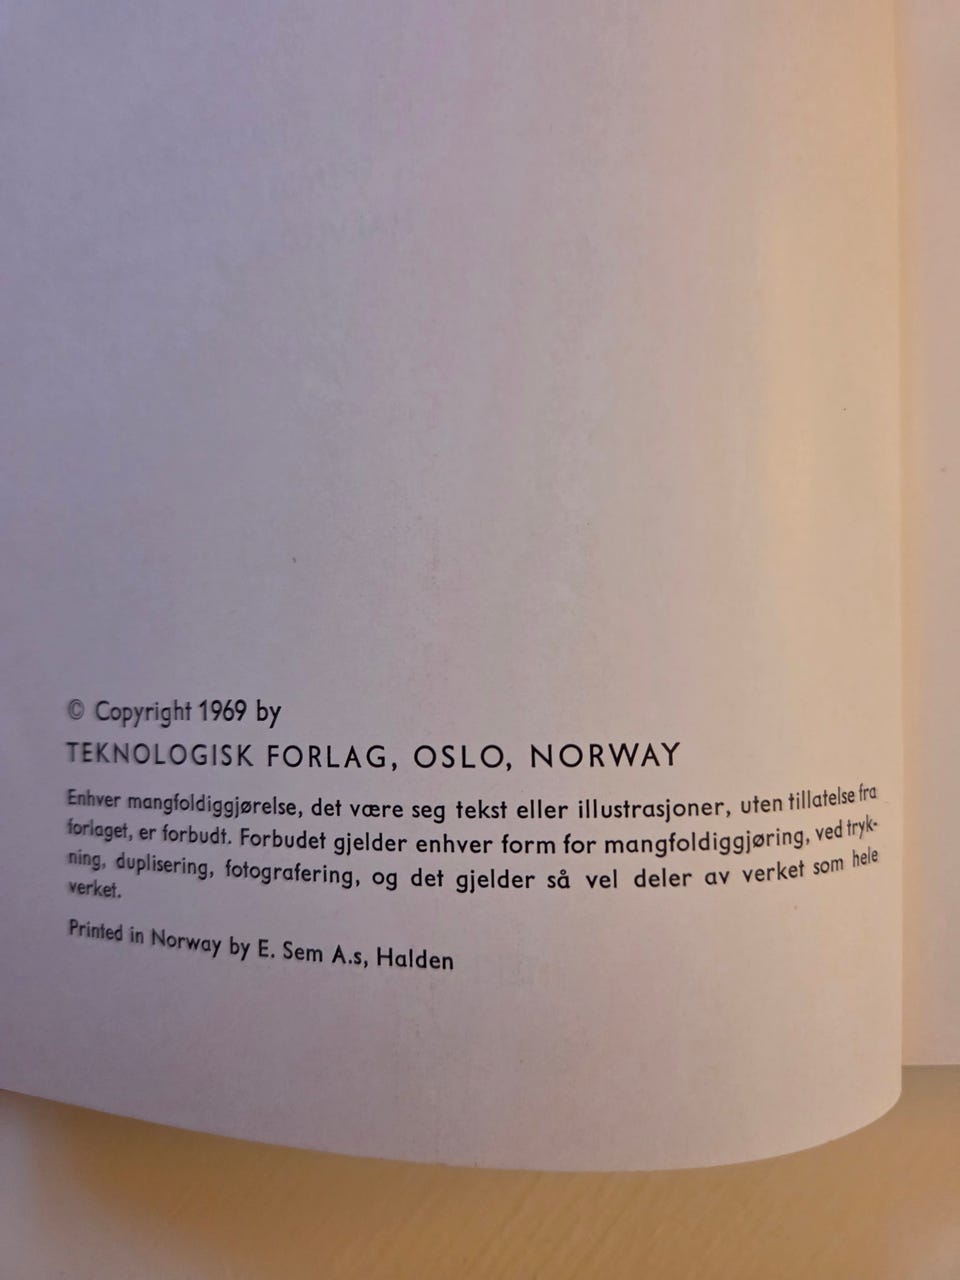 © Copyright 1969 by
TEKNOLOGISK FORLAG, OSLO, NORWAY
Enhver mangfoldiggjørelse, det være seg tekst eller illustrasjoner, uten tillatelse fra
forlaget, er forbudt. Forbudet gjelder enhver form for mangfoldiggjøring, ved tryk-
ning, duplisering, fotografering, og det gjelder så vel deler av verket som hele
verket.
Printed in Norway by E. Sem A.s, Halden